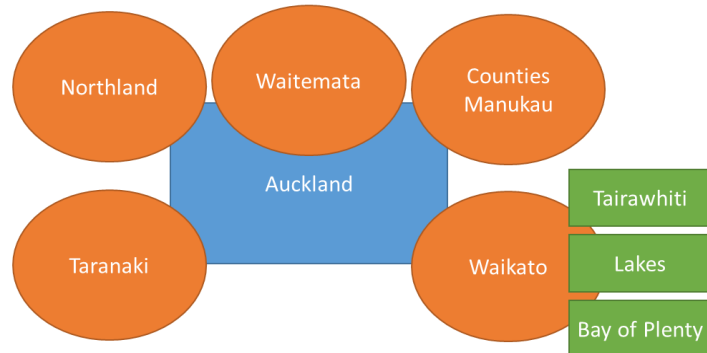 Northland
Waitemata
Counties
Manukau
Auckland
Tairawhiti
Taranaki
Waikato
Lakes
Bay of Plenty